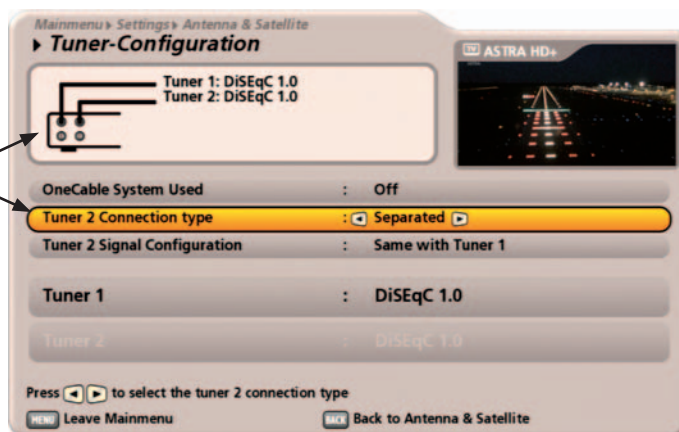 Mainmenu Settings Antenna & Satellite
Tuner-Configuration
TV ASTRA HD+
Tuner 1: DiSEqC 1.0
Tuner 2: DiSEqC 1.0
OneCable System Used : Off
Tuner 2 Connection type : Separated
Tuner 2 Signal Configuration : Same with Tuner 1
Tuner 1 : DiSEqC 1.0
Tuner 2 : DiSEqC 1.0
Press to select the tuner 2 connection type
MENU Leave Mainmenu BACK Back to Antenna & Satellite